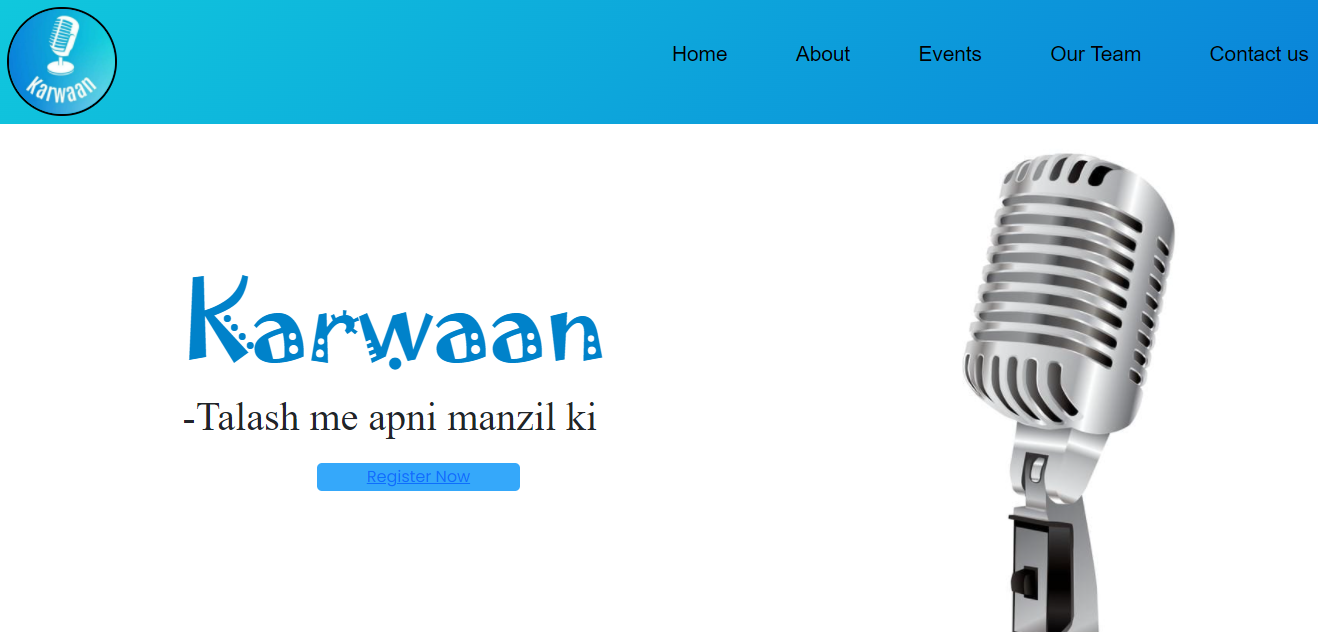 Karwaan
Home About Events Our Team Contact us
Karwaan
-Talash me apni manzil ki
Register Now